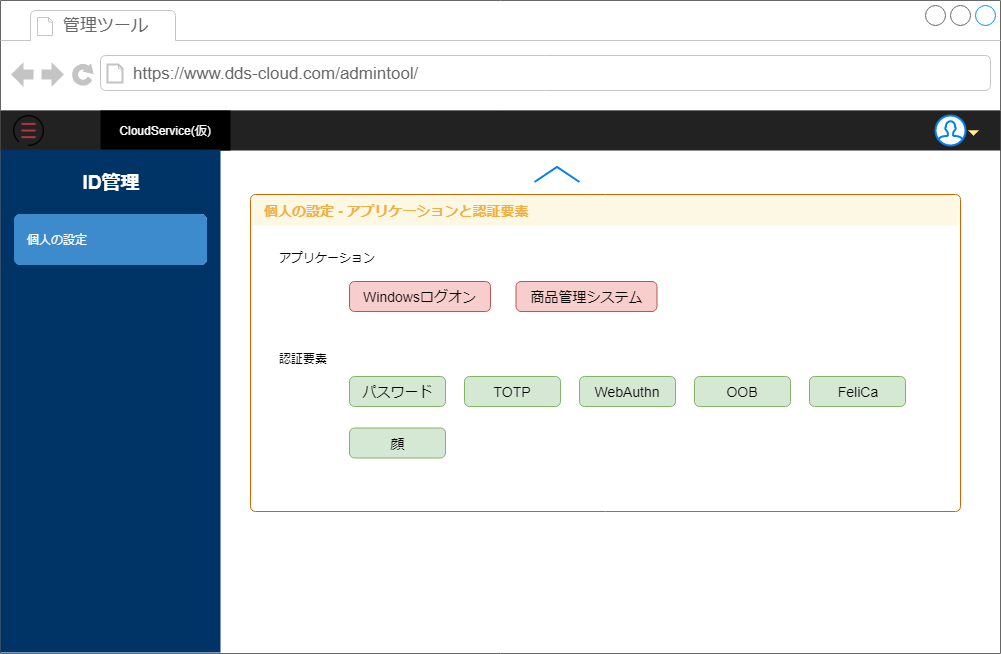 管理ツール
https://www.dds-cloud.com/admintool/
CloudService(仮)
ID管理
個人の設定
個人の設定 - アプリケーションと認証要素
アプリケーション
Windowsログオン 商品管理システム
認証要素
パスワード TOTP WebAuthn OOB FeliCa
顔